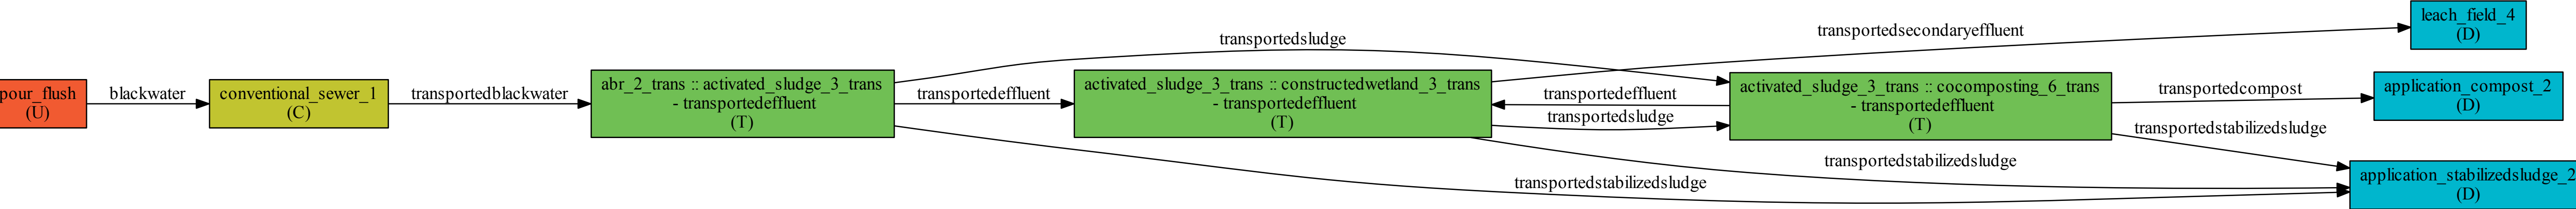 pour_flush
(U)
blackwater
conventional_sewer_1
(C)
transportedblackwater
abr_2_trans :: activated_sludge_3_trans
- transportedeffluent
(T)
transportedsludge
transportedeffluent
transportedstabilizedsludge
activated_sludge_3_trans :: constructedwetland_3_trans
- transportedeffluent
(T)
transportedsecondaryeffluent
transportedeffluent
transportedsludge
transportedstabilizedsludge
activated_sludge_3_trans :: cocomposting_6_trans
- transportedeffluent
(T)
transportedcompost
transportedstabilizedsludge
leach_field_4
(D)
application_compost_2
(D)
application_stabilizedsludge_2
(D)